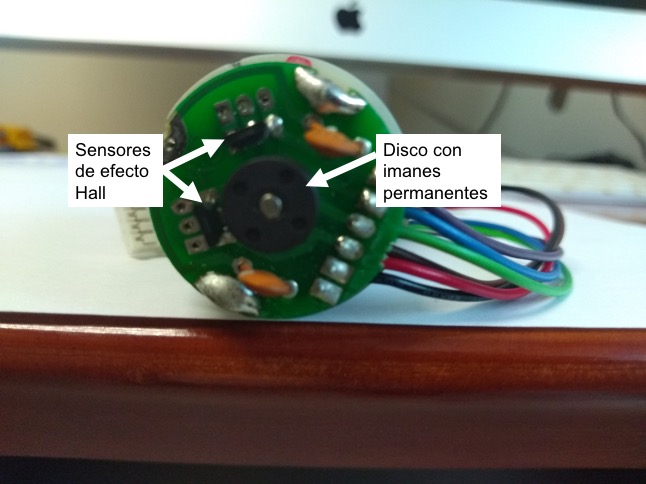 Sensores
de efecto
Hall
Disco con
imanes
permanentes